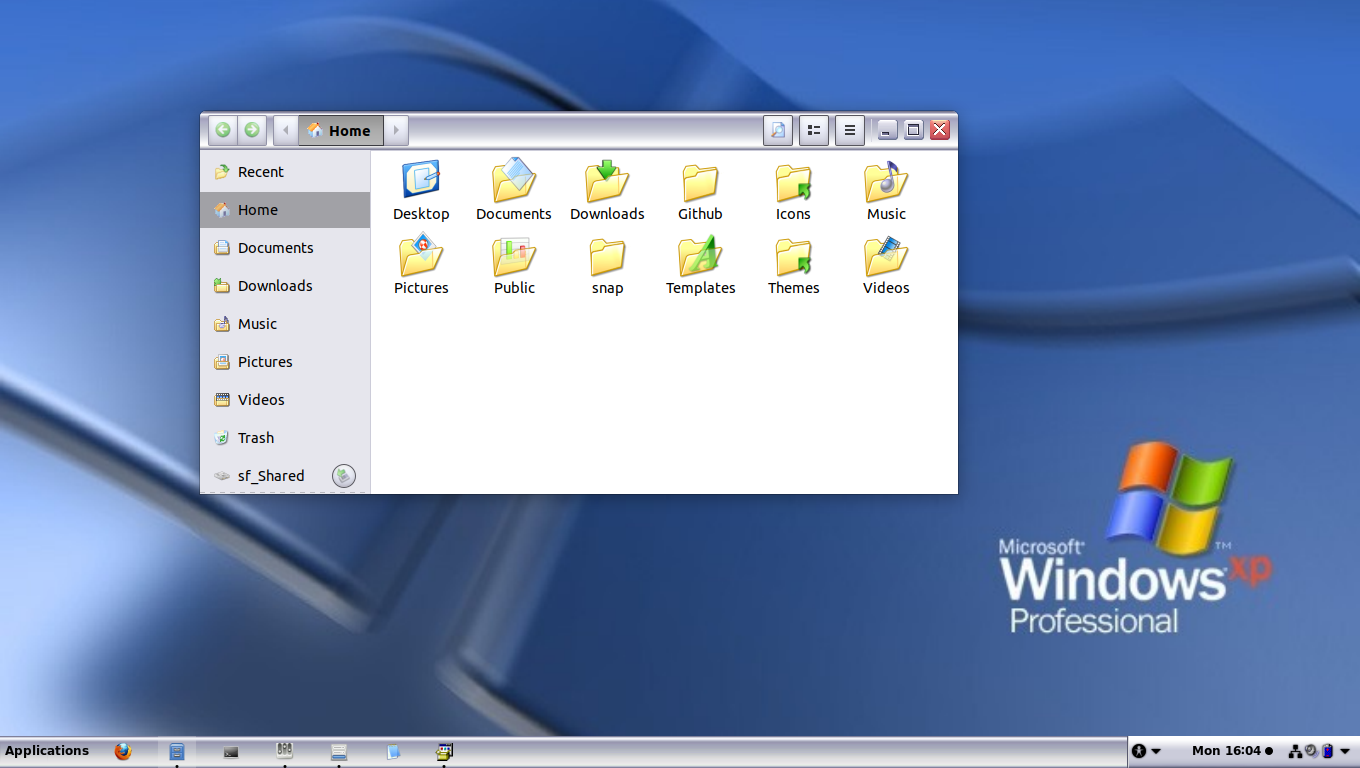 Home
Recent
Home
Documents
Downloads
Music
Pictures
Videos
Trash
sf_Shared
Desktop
Documents
Downloads
Github
Icons
Music
Pictures
Public
snap
Templates
Themes
Videos
Microsoft®
Windows xp™
Professional
Applications
Mon 16:04